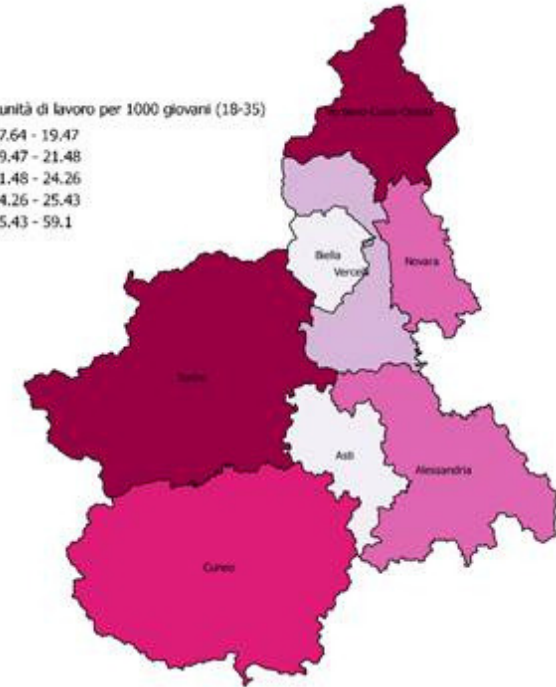 unità di lavoro per 1000 giovani (18-35)
7.64 - 19.47
9.47 - 21.48
1.48 - 24.26
4.26 - 25.43
5.43 - 59.1
Biella
Vercelli
Novara
Asti
Alessandria
Cuneo